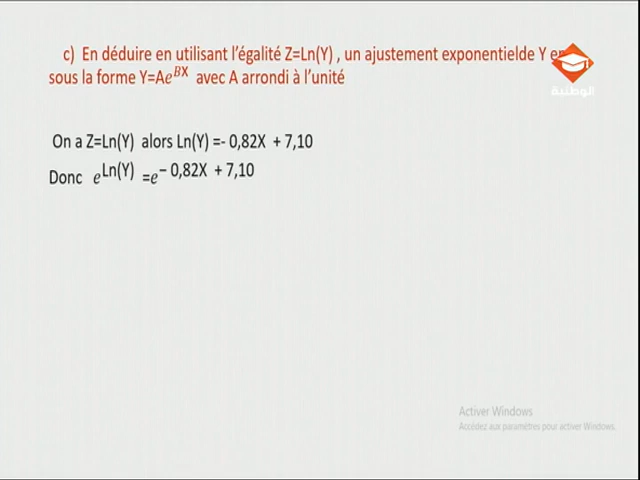 c) En déduire en utilisant l'égalité Z=Ln(Y) , un ajustement exponentielde Y en
sous la forme Y=Ae^{BX} avec A arrondi à l'unité
الوطنية
On a Z=Ln(Y) alors Ln(Y) =- 0,82X + 7,10
Donc e^{Ln(Y)} =e^{− 0,82X + 7,10}
Activer Windows
Accédez aux paramètres pour activer Windows.